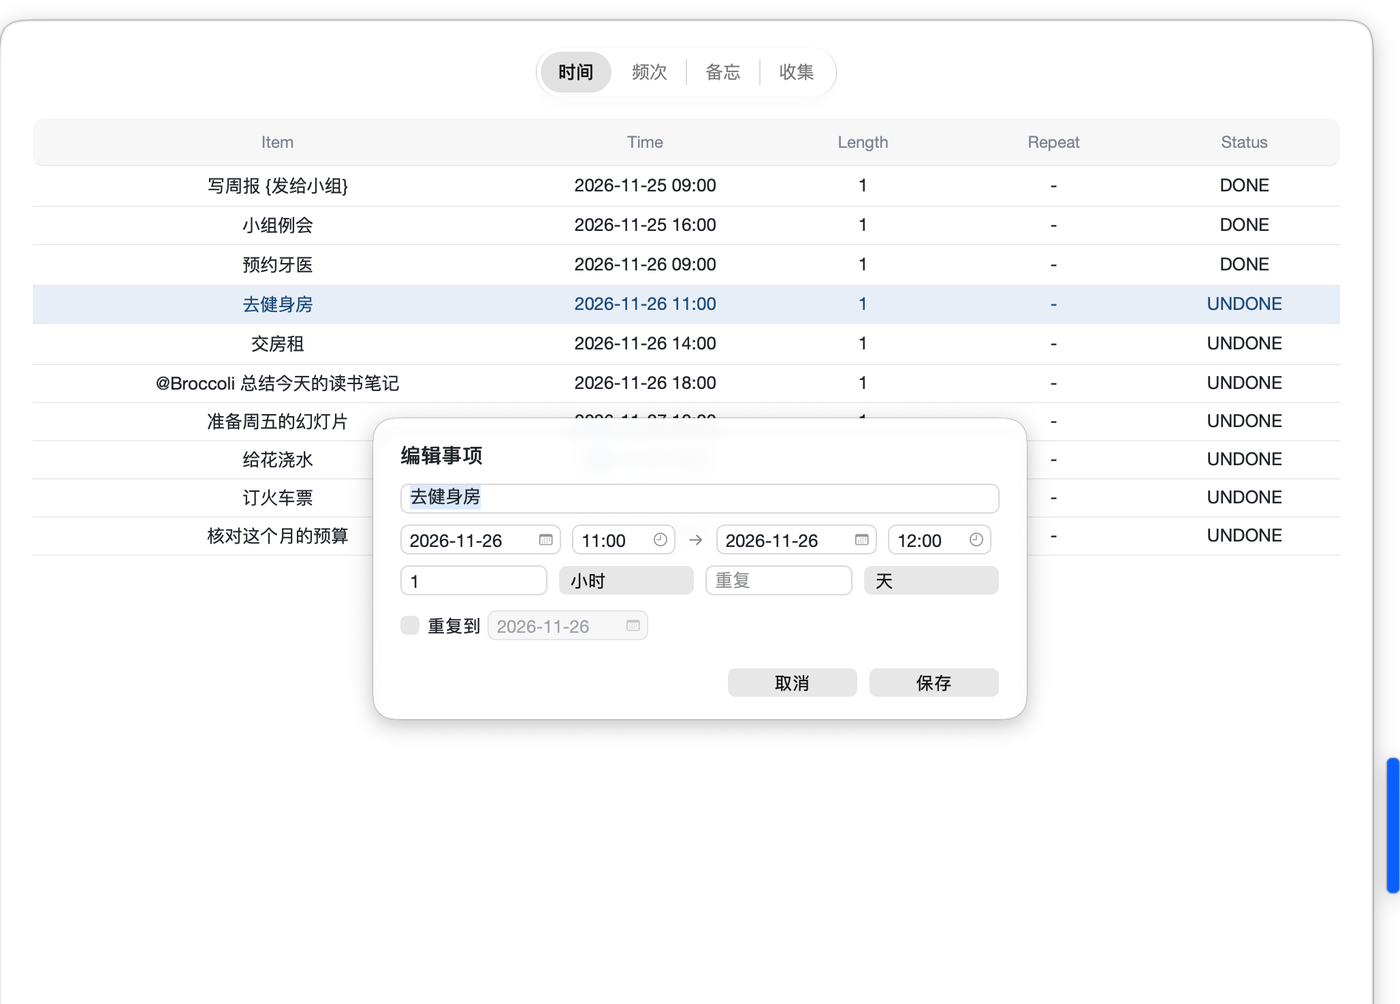 时间 频次 备忘 收集
Item Time Length Repeat Status
写周报 {发给小组} 2026-11-25 09:00 1 - DONE
小组例会 2026-11-25 16:00 1 - DONE
预约牙医 2026-11-26 09:00 1 - DONE
去健身房 2026-11-26 11:00 1 - UNDONE
交房租 2026-11-26 14:00 1 - UNDONE
@Broccoli 总结今天的读书笔记 2026-11-26 18:00 1 - UNDONE
准备周五的幻灯片 - UNDONE
给花浇水 - UNDONE
订火车票 - UNDONE
核对这个月的预算 - UNDONE
编辑事项
去健身房
2026-11-26 11:00 → 2026-11-26 12:00
1 小时 重复 天
重复到 2026-11-26
取消 保存